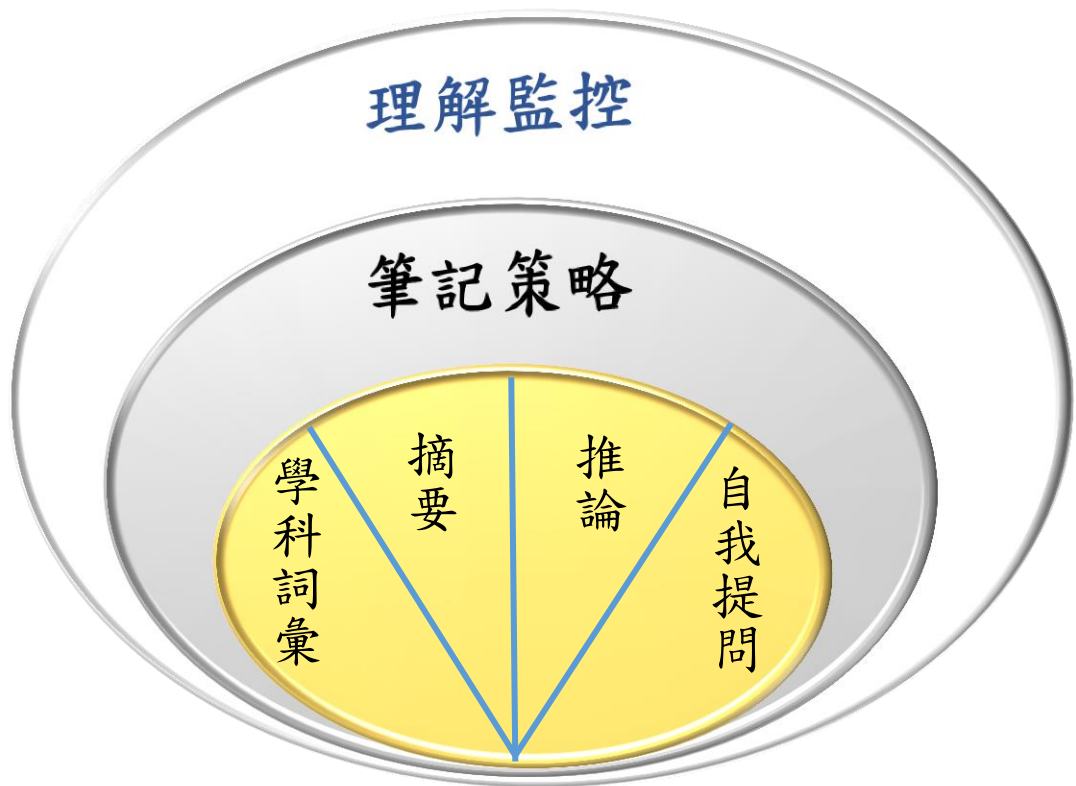 理解監控
筆記策略
學科詞彙
摘要
推論
自我提問